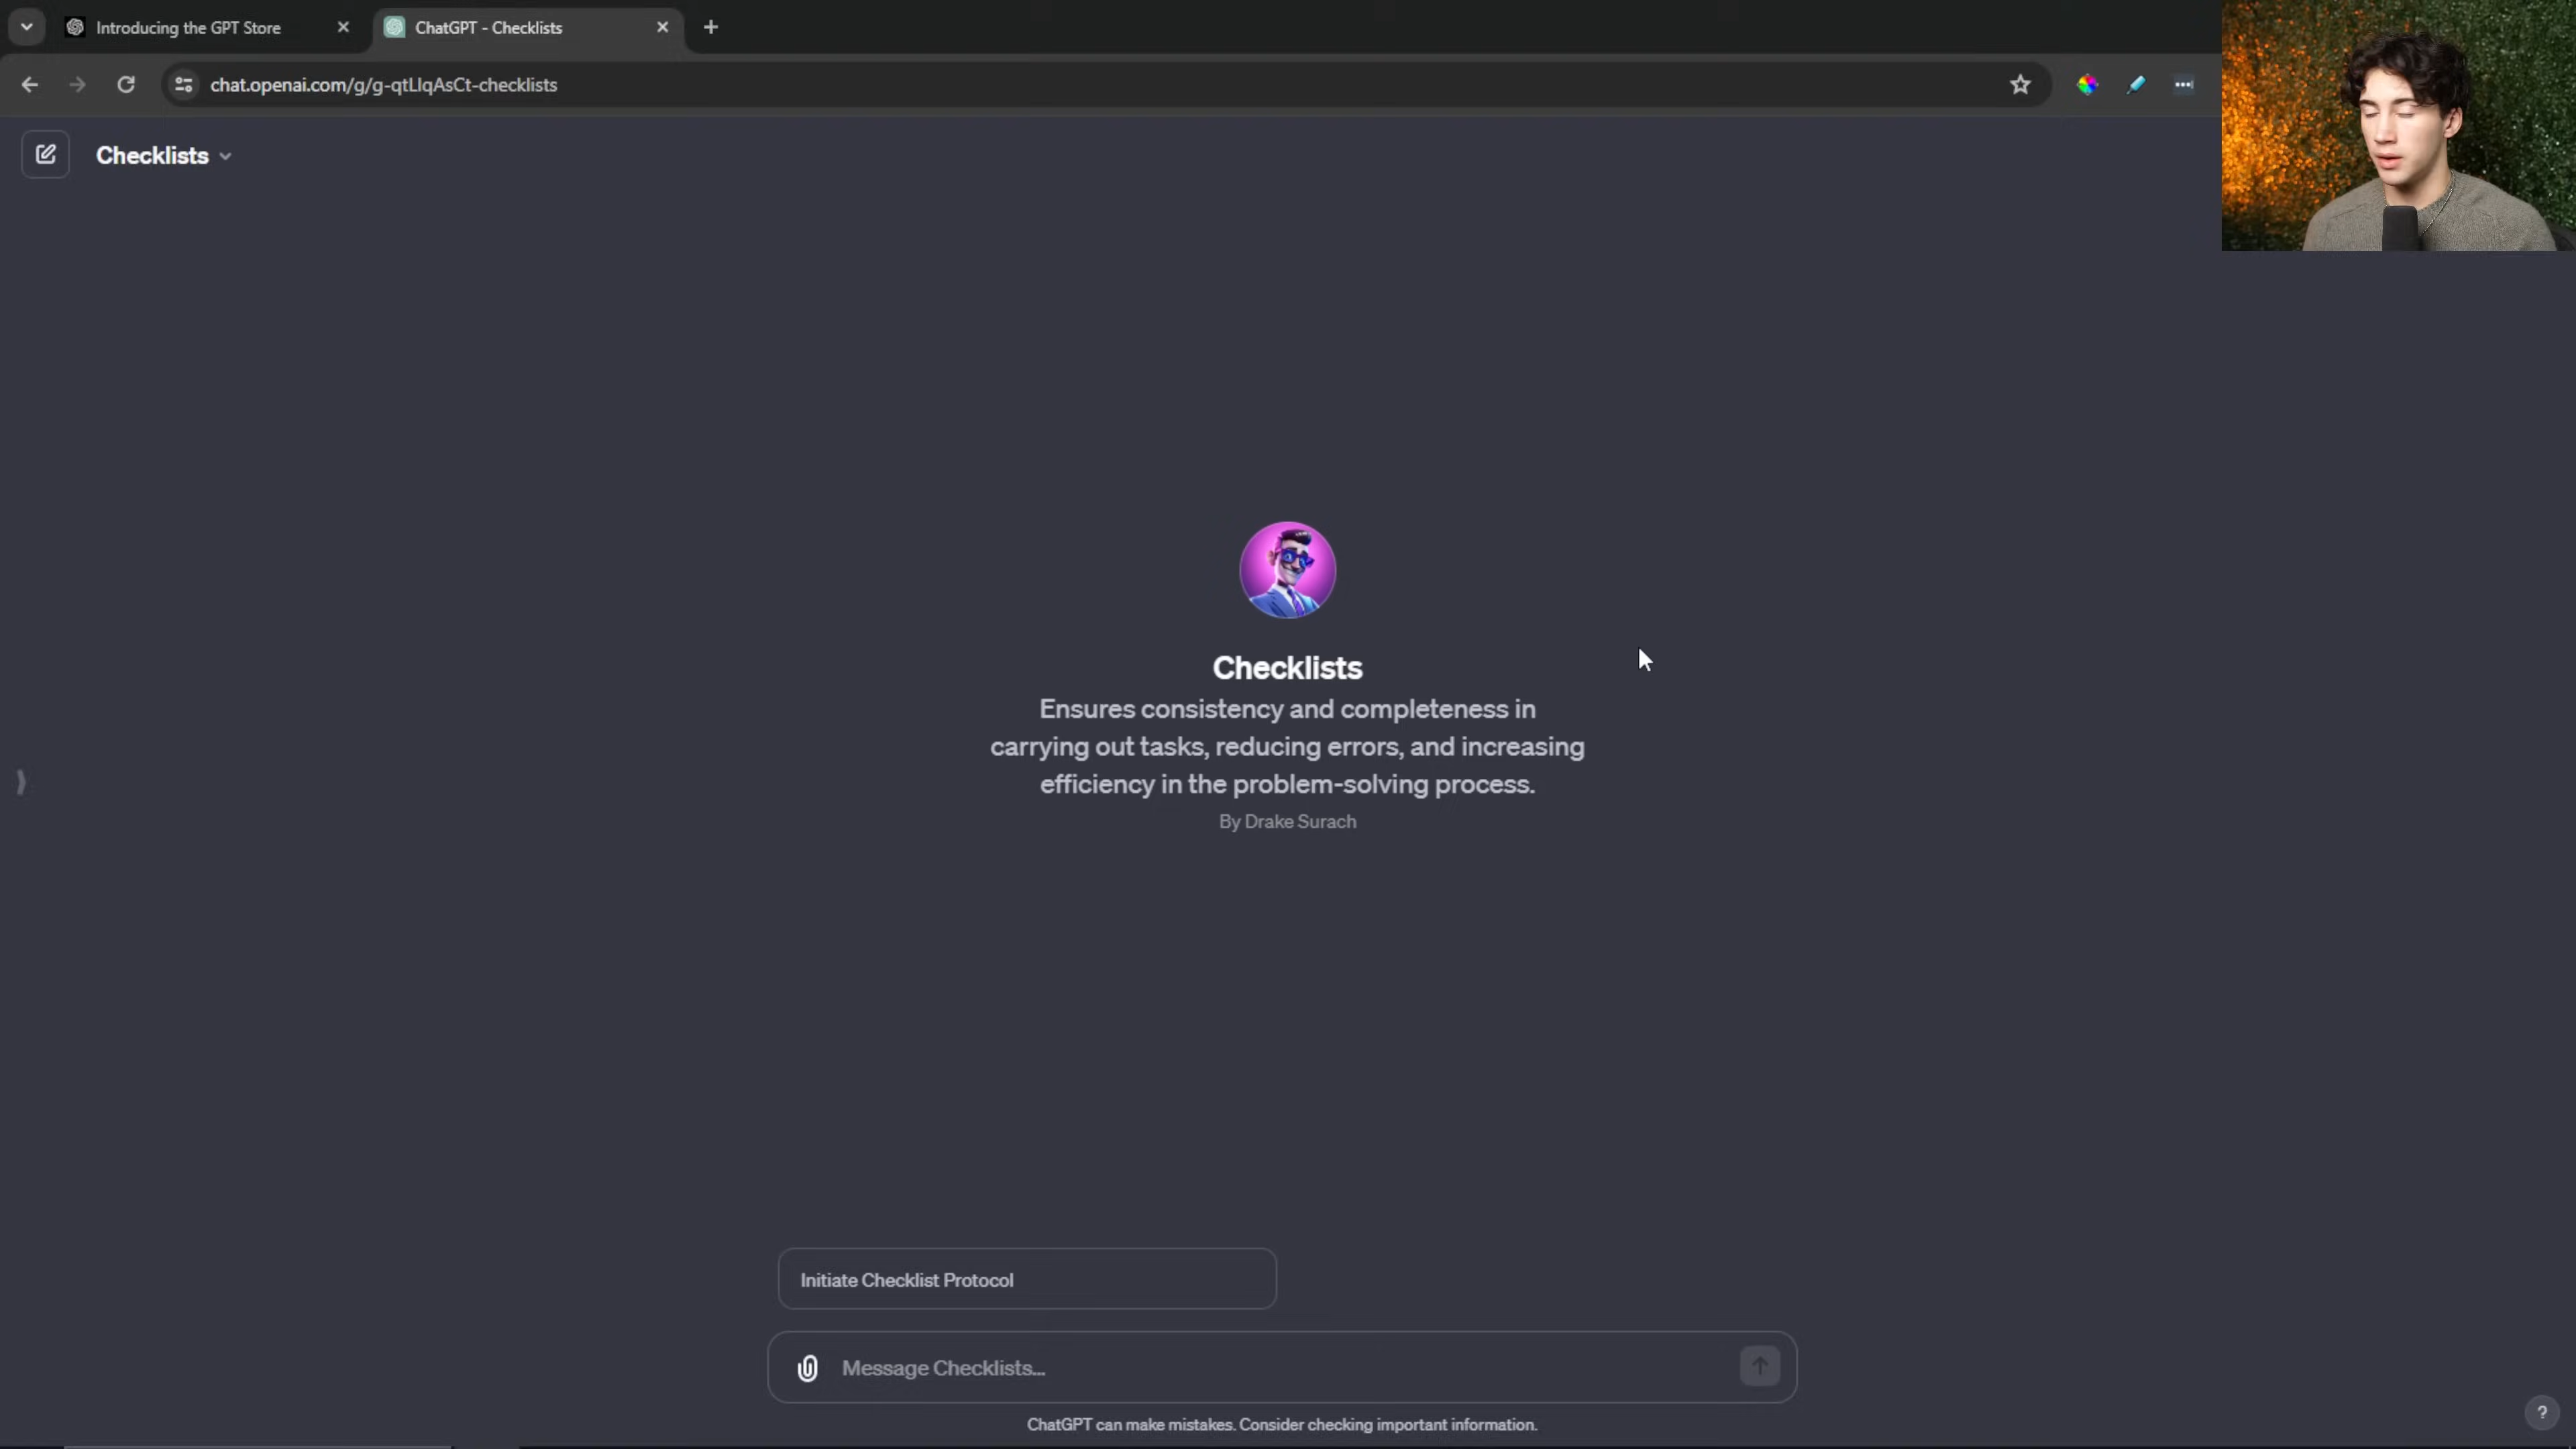 Introducing the GPT Store
ChatGPT - Checklists
chat.openai.com/g/g-qtLlqAsCt-checklists
Checklists
Checklists
Ensures consistency and completeness in
carrying out tasks, reducing errors, and increasing
efficiency in the problem-solving process.
By Drake Surach
Initiate Checklist Protocol
Message Checklists...
ChatGPT can make mistakes. Consider checking important information.
?